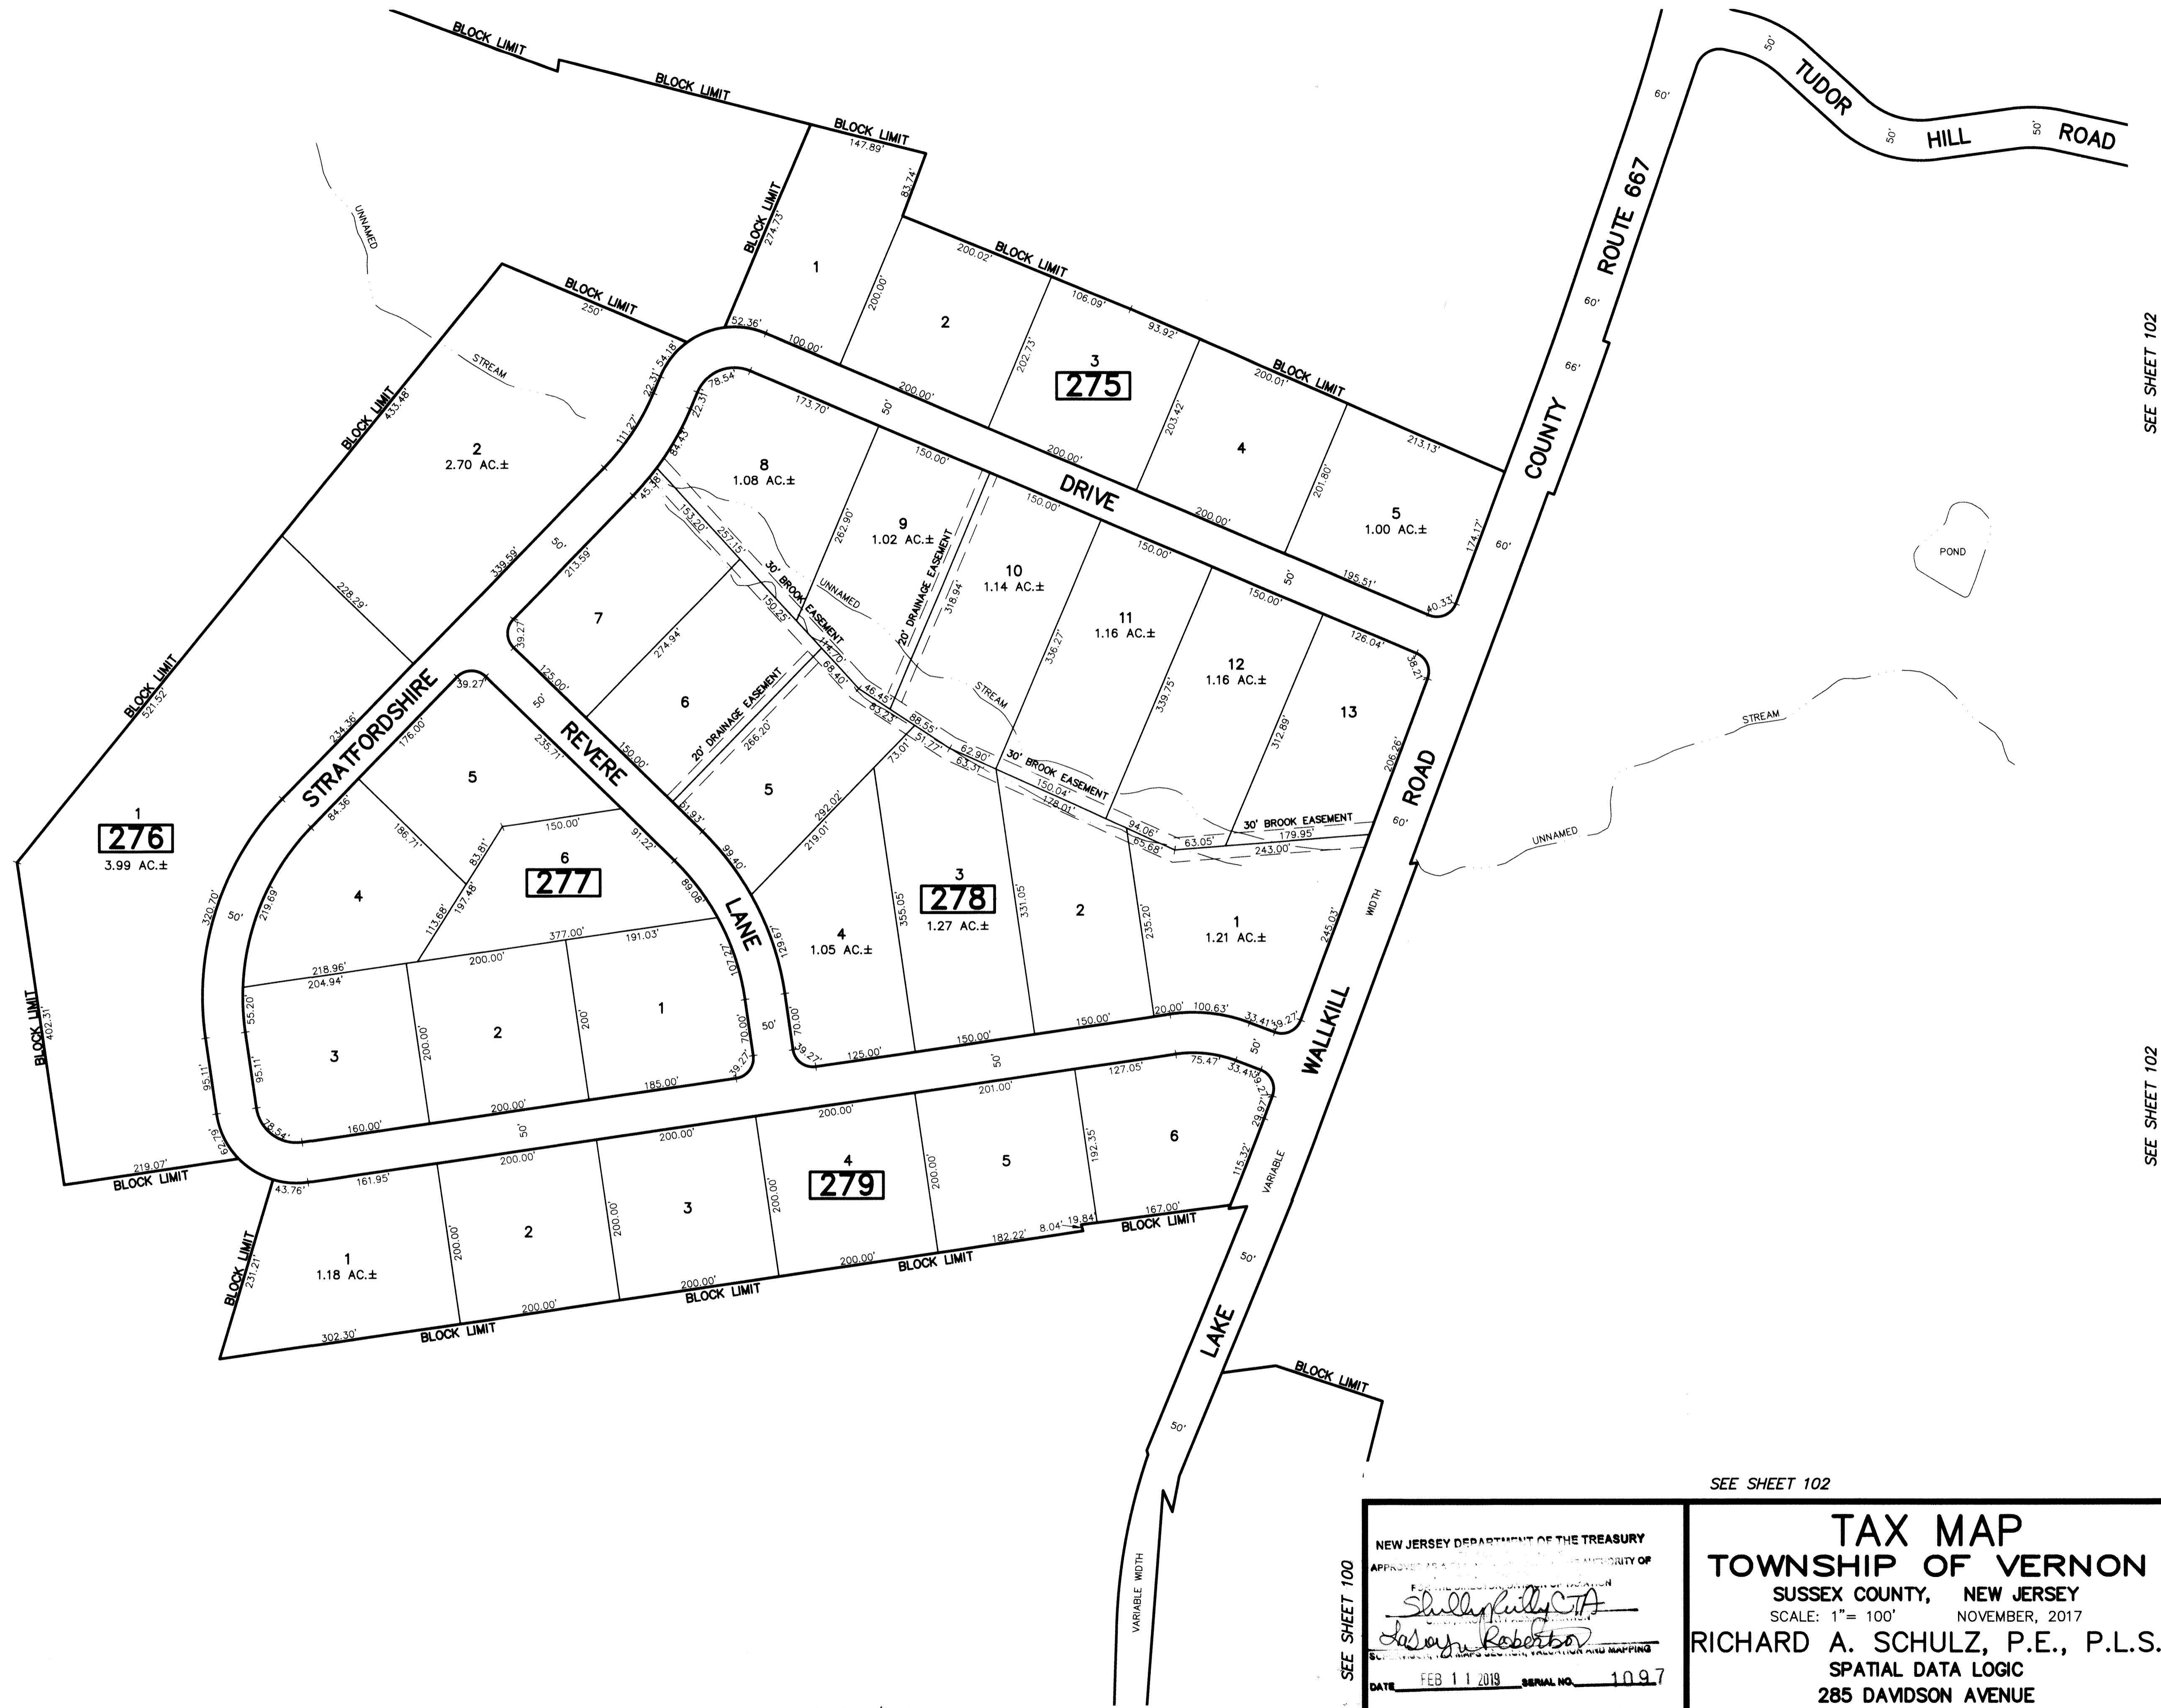 BLOCK LIMIT
BLOCK LIMIT
BLOCK LIMIT
147.89'
83.74'
BLOCK LIMIT
274.73'
1
200.00'
200.02'
BLOCK LIMIT
2
106.09'
93.92'
202.73'
3
275
200.01'
BLOCK LIMIT
203.42'
4
213.13'
201.80'
5
1.00 AC.±
174.17'
52.36'
100.00'
200.00'
200.00'
200.00'
195.51'
40.33'
50'
DRIVE
50'
50'
TUDOR
50'
HILL
50'
ROAD
60'
ROUTE 667
60'
66'
COUNTY
60'
60'
SEE SHEET 102
UNNAMED
STREAM
BLOCK LIMIT
250'
54.18'
22.31'
111.27'
BLOCK LIMIT
433.48'
2
2.70 AC.±
339.59'
228.29'
50'
BLOCK LIMIT
521.52'
234.36'
1
276
3.99 AC.±
320.70'
BLOCK LIMIT
402.31'
95.11'
62.79'
219.07'
BLOCK LIMIT
78.54'
22.31'
84.43'
45.38'
173.70'
8
1.08 AC.±
150.00'
262.90'
9
1.02 AC.±
20' DRAINAGE EASEMENT
318.94'
150.00'
10
1.14 AC.±
336.27'
150.00'
11
1.16 AC.±
339.75'
150.00'
12
1.16 AC.±
312.89'
126.04'
38.27'
13
206.26'
153.20'
257.15'
30' BROOK EASEMENT
150.25'
UNNAMED
STREAM
114.70'
68.40'
46.45'
83.23'
88.55'
51.77'
62.90'
63.31'
30' BROOK EASEMENT
150.04'
178.01'
94.06'
65.68'
63.05'
30' BROOK EASEMENT
179.95'
243.00'
213.59'
7
39.27'
125.00'
274.94'
6
150.00'
20' DRAINAGE EASEMENT
266.20'
5
73.01'
292.02'
219.01'
51.93'
99.40'
129.67'
70.00'
39.27'
4
1.05 AC.±
355.05'
3
278
1.27 AC.±
331.05'
2
235.20'
1
1.21 AC.±
245.03'
125.00'
150.00'
150.00'
20.00'
100.63'
33.41'
39.27'
ROAD
60'
WIDTH
WALKILL
POND
STREAM
UNNAMED
STRATFORDSHIRE
39.27'
176.00'
84.36'
219.69'
50'
50'
REVERE
LANE
235.71'
5
186.71'
83.81'
150.00'
91.22'
6
277
4
113.68'
197.48'
89.08'
377.00'
191.03'
200.00'
218.96'
204.94'
107.27'
55.20'
95.11'
78.54'
3
200.00'
2
200'
1
70.00'
50'
39.27'
160.00'
200.00'
185.00'
50'
50'
50'
43.76'
161.95'
200.00'
200.00'
200.00'
201.00'
127.05'
75.47'
33.41'
39.27'
29.97'
BLOCK LIMIT
231.21'
1
1.18 AC.±
200.00'
2
200.00'
3
200.00'
4
279
200.00'
5
192.35'
6
115.32'
302.30'
BLOCK LIMIT
200.00'
200.00'
BLOCK LIMIT
200.00'
BLOCK LIMIT
182.22'
8.04'
19.84'
167.00'
BLOCK LIMIT
VARIABLE
50'
LAKE
50'
BLOCK LIMIT
VARIABLE WIDTH
SEE SHEET 102
SEE SHEET 102
SEE SHEET 100
NEW JERSEY DEPARTMENT OF THE TREASURY
DATE FEB 11 2019 SERIAL NO. 1097
TAX MAP
TOWNSHIP OF VERNON
SUSSEX COUNTY, NEW JERSEY
SCALE: 1"= 100' NOVEMBER, 2017
RICHARD A. SCHULZ, P.E., P.L.S.
SPATIAL DATA LOGIC
285 DAVIDSON AVENUE